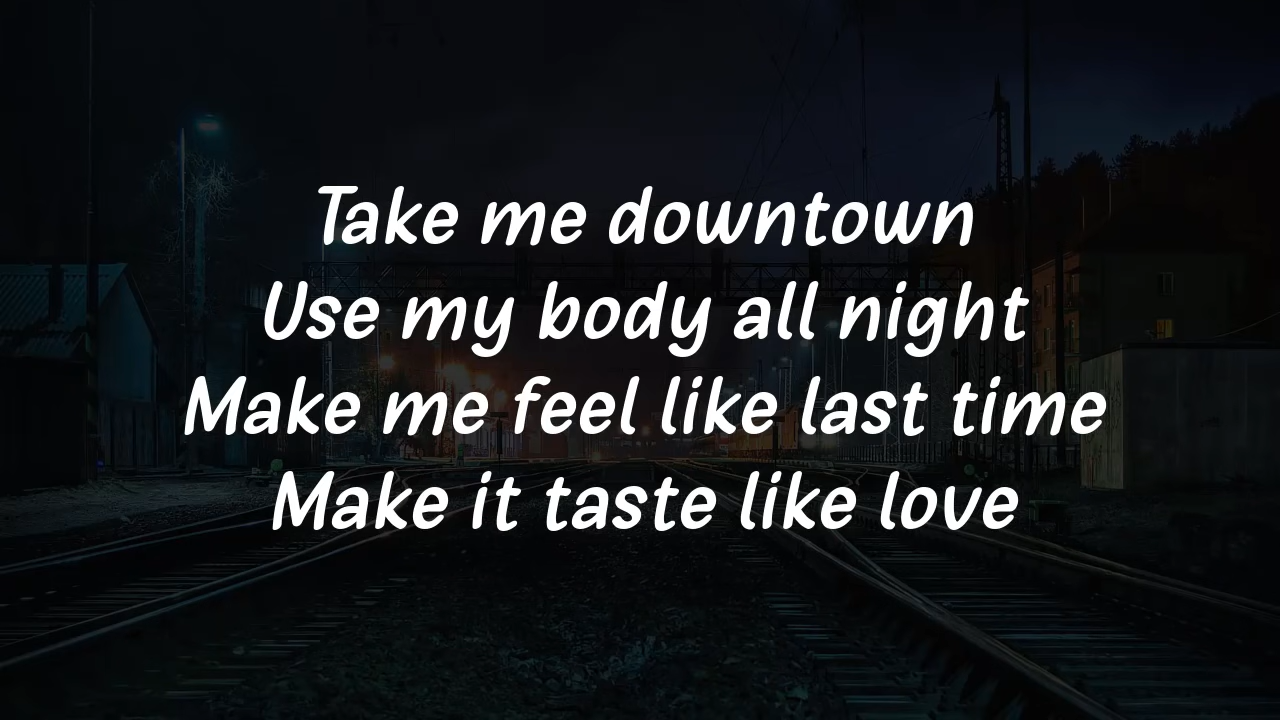 Take me downtown
Use my body all night
Make me feel like last time
Make it taste like love